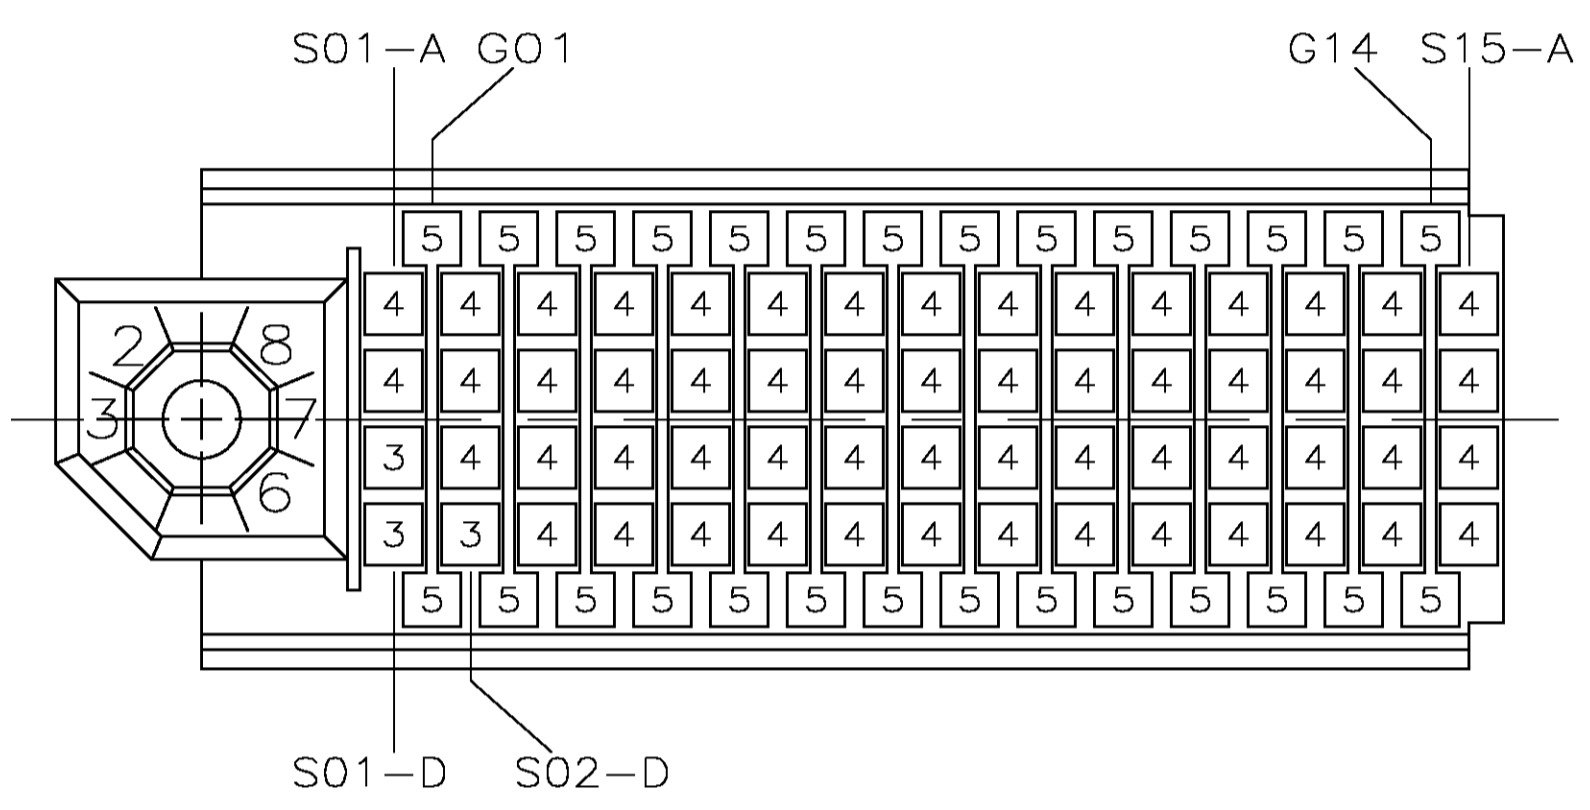 S01-A G01 G14 S15-A
5 5 5 5 5 5 5 5 5 5 5 5 5 5
4 4 4 4 4 4 4 4 4 4 4 4 4 4 4
2 8
4 4 4 4 4 4 4 4 4 4 4 4 4 4 4
3 7
3 4 4 4 4 4 4 4 4 4 4 4 4 4 4
6
3 3 4 4 4 4 4 4 4 4 4 4 4 4 4
5 5 5 5 5 5 5 5 5 5 5 5 5 5
S01-D S02-D